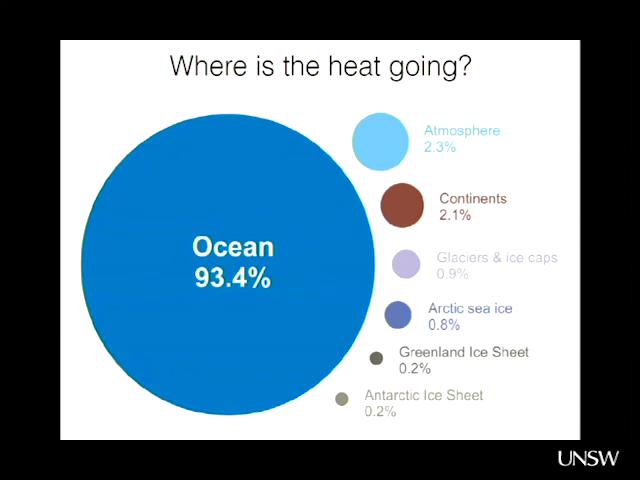 Where is the heat going?
Ocean
93.4%
Atmosphere
2.3%
Continents
2.1%
Glaciers & ice caps
0.9%
Arctic sea ice
0.8%
Greenland Ice Sheet
0.2%
Antarctic Ice Sheet
0.2%
UNSW